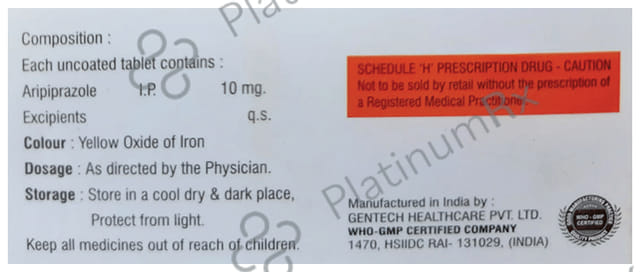 Composition :
Each uncoated tablet contains :
Aripiprazole I.P. 10 mg.
Excipients q.s.
Colour : Yellow Oxide of Iron
Dosage : As directed by the Physician.
Storage : Store in a cool dry & dark place,
Protect from light.
Keep all medicines out of reach of children.
SCHEDULE 'H' PRESCRIPTION DRUG - CAUTION
Not to be sold by retail without the prescription of
a Registered Medical Practitioner.
Manufactured in India by :
GENTECH HEALTHCARE PVT. LTD.
WHO-GMP CERTIFIED COMPANY
1470, HSIIDC RAI- 131029, (INDIA)
WHO - GMP
CERTIFIED
PlatinumRx